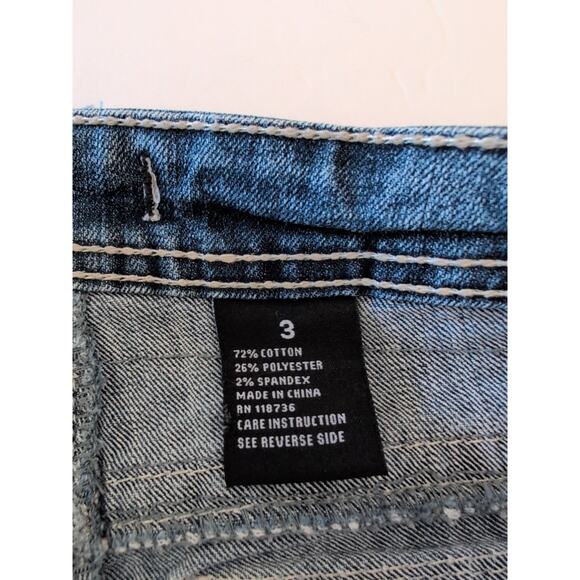 3
72% COTTON
26% POLYESTER
2% SPANDEX
MADE IN CHINA
RN 118736
CARE INSTRUCTION
SEE REVERSE SIDE